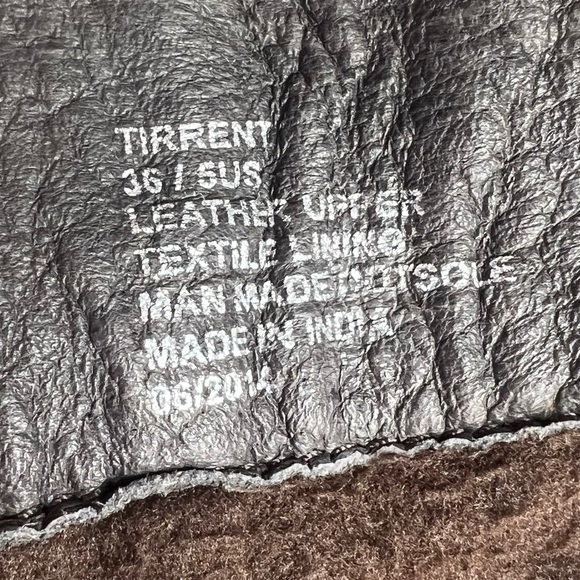 TIRRENT
36 / 5US
LEATHER UPPER
TEXTILE LINING
MAN MADE OUTSOLE
MADE IN INDIA
06/2014